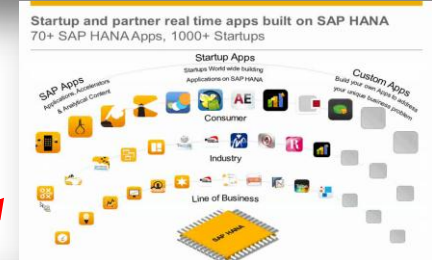 Startup and partner real time apps built on SAP HANA
70+ SAP HANA Apps, 1000+ Startups
Startup Apps
Startups World wide building
Applications on SAP HANA
SAP Apps
Applications, Accelerators
& Analytical Content
Custom Apps
Build your own Apps to address
your unique business problem
AE
Consumer
R
Industry
Line of Business
SAP HANA